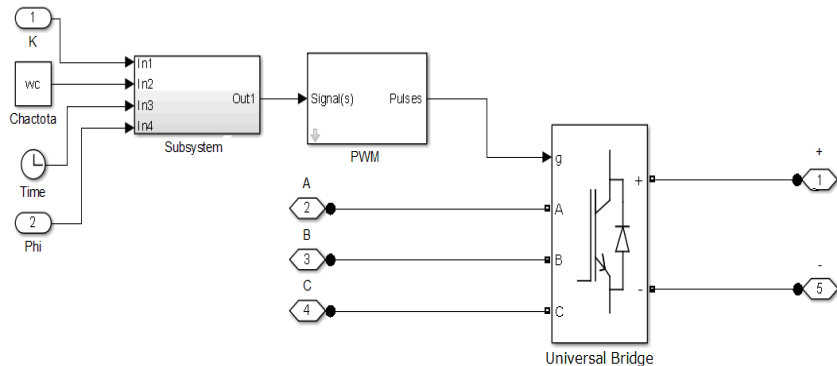 1
K
wc
Chactota
Time
2
Phi
In1
In2
In3
In4
Out1
Subsystem
Signal(s)
Pulses
PWM
A
2
B
3
C
4
g
A
B
C
+
-
Universal Bridge
+
1
-
5